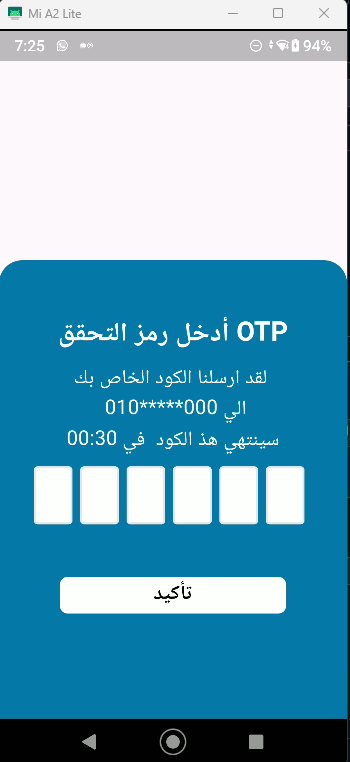 Mi A2 Lite
7:25
94%
أدخل رمز التحقق OTP
لقد ارسلنا الكود الخاص بك
الي 010*****000
سينتهي هذ الكود في 00:30
تأكيد